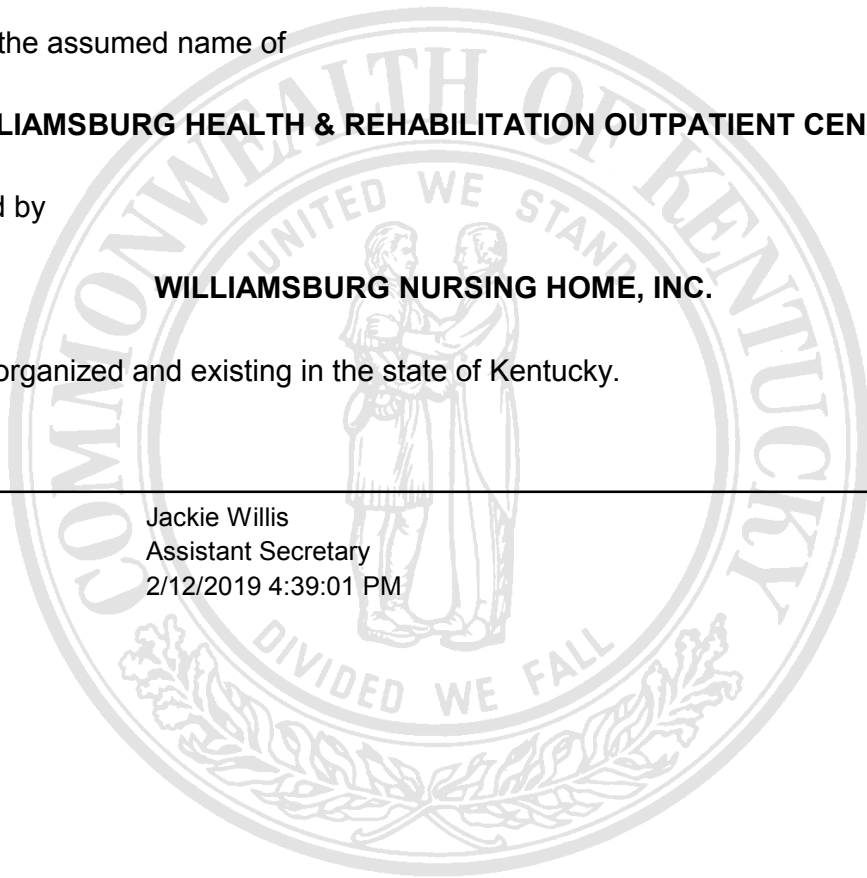 the assumed name of
LIAMSBURG HEALTH & REHABILITATION OUTPATIENT CEN
d by
WILLIAMSBURG NURSING HOME, INC.
organized and existing in the state of Kentucky.
Jackie Willis
Assistant Secretary
2/12/2019 4:39:01 PM
COMMONWEALTH OF KENTUCKY
UNITED WE STAND
DIVIDED WE FALL